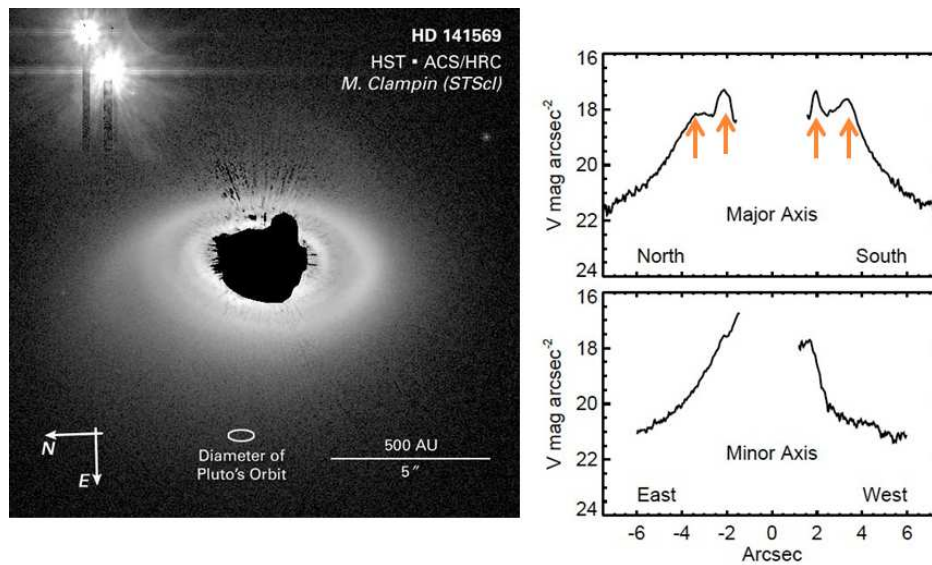 HD 141569
HST ▪ ACS/HRC
M. Clampin (STScI)
N
E
Diameter of
Pluto's Orbit
500 AU
5″
16
18
20
22
24
V mag arcsec⁻²
Major Axis
North
South
16
18
20
22
24
V mag arcsec⁻²
Minor Axis
East
West
-6 -4 -2 0 2 4 6
Arcsec